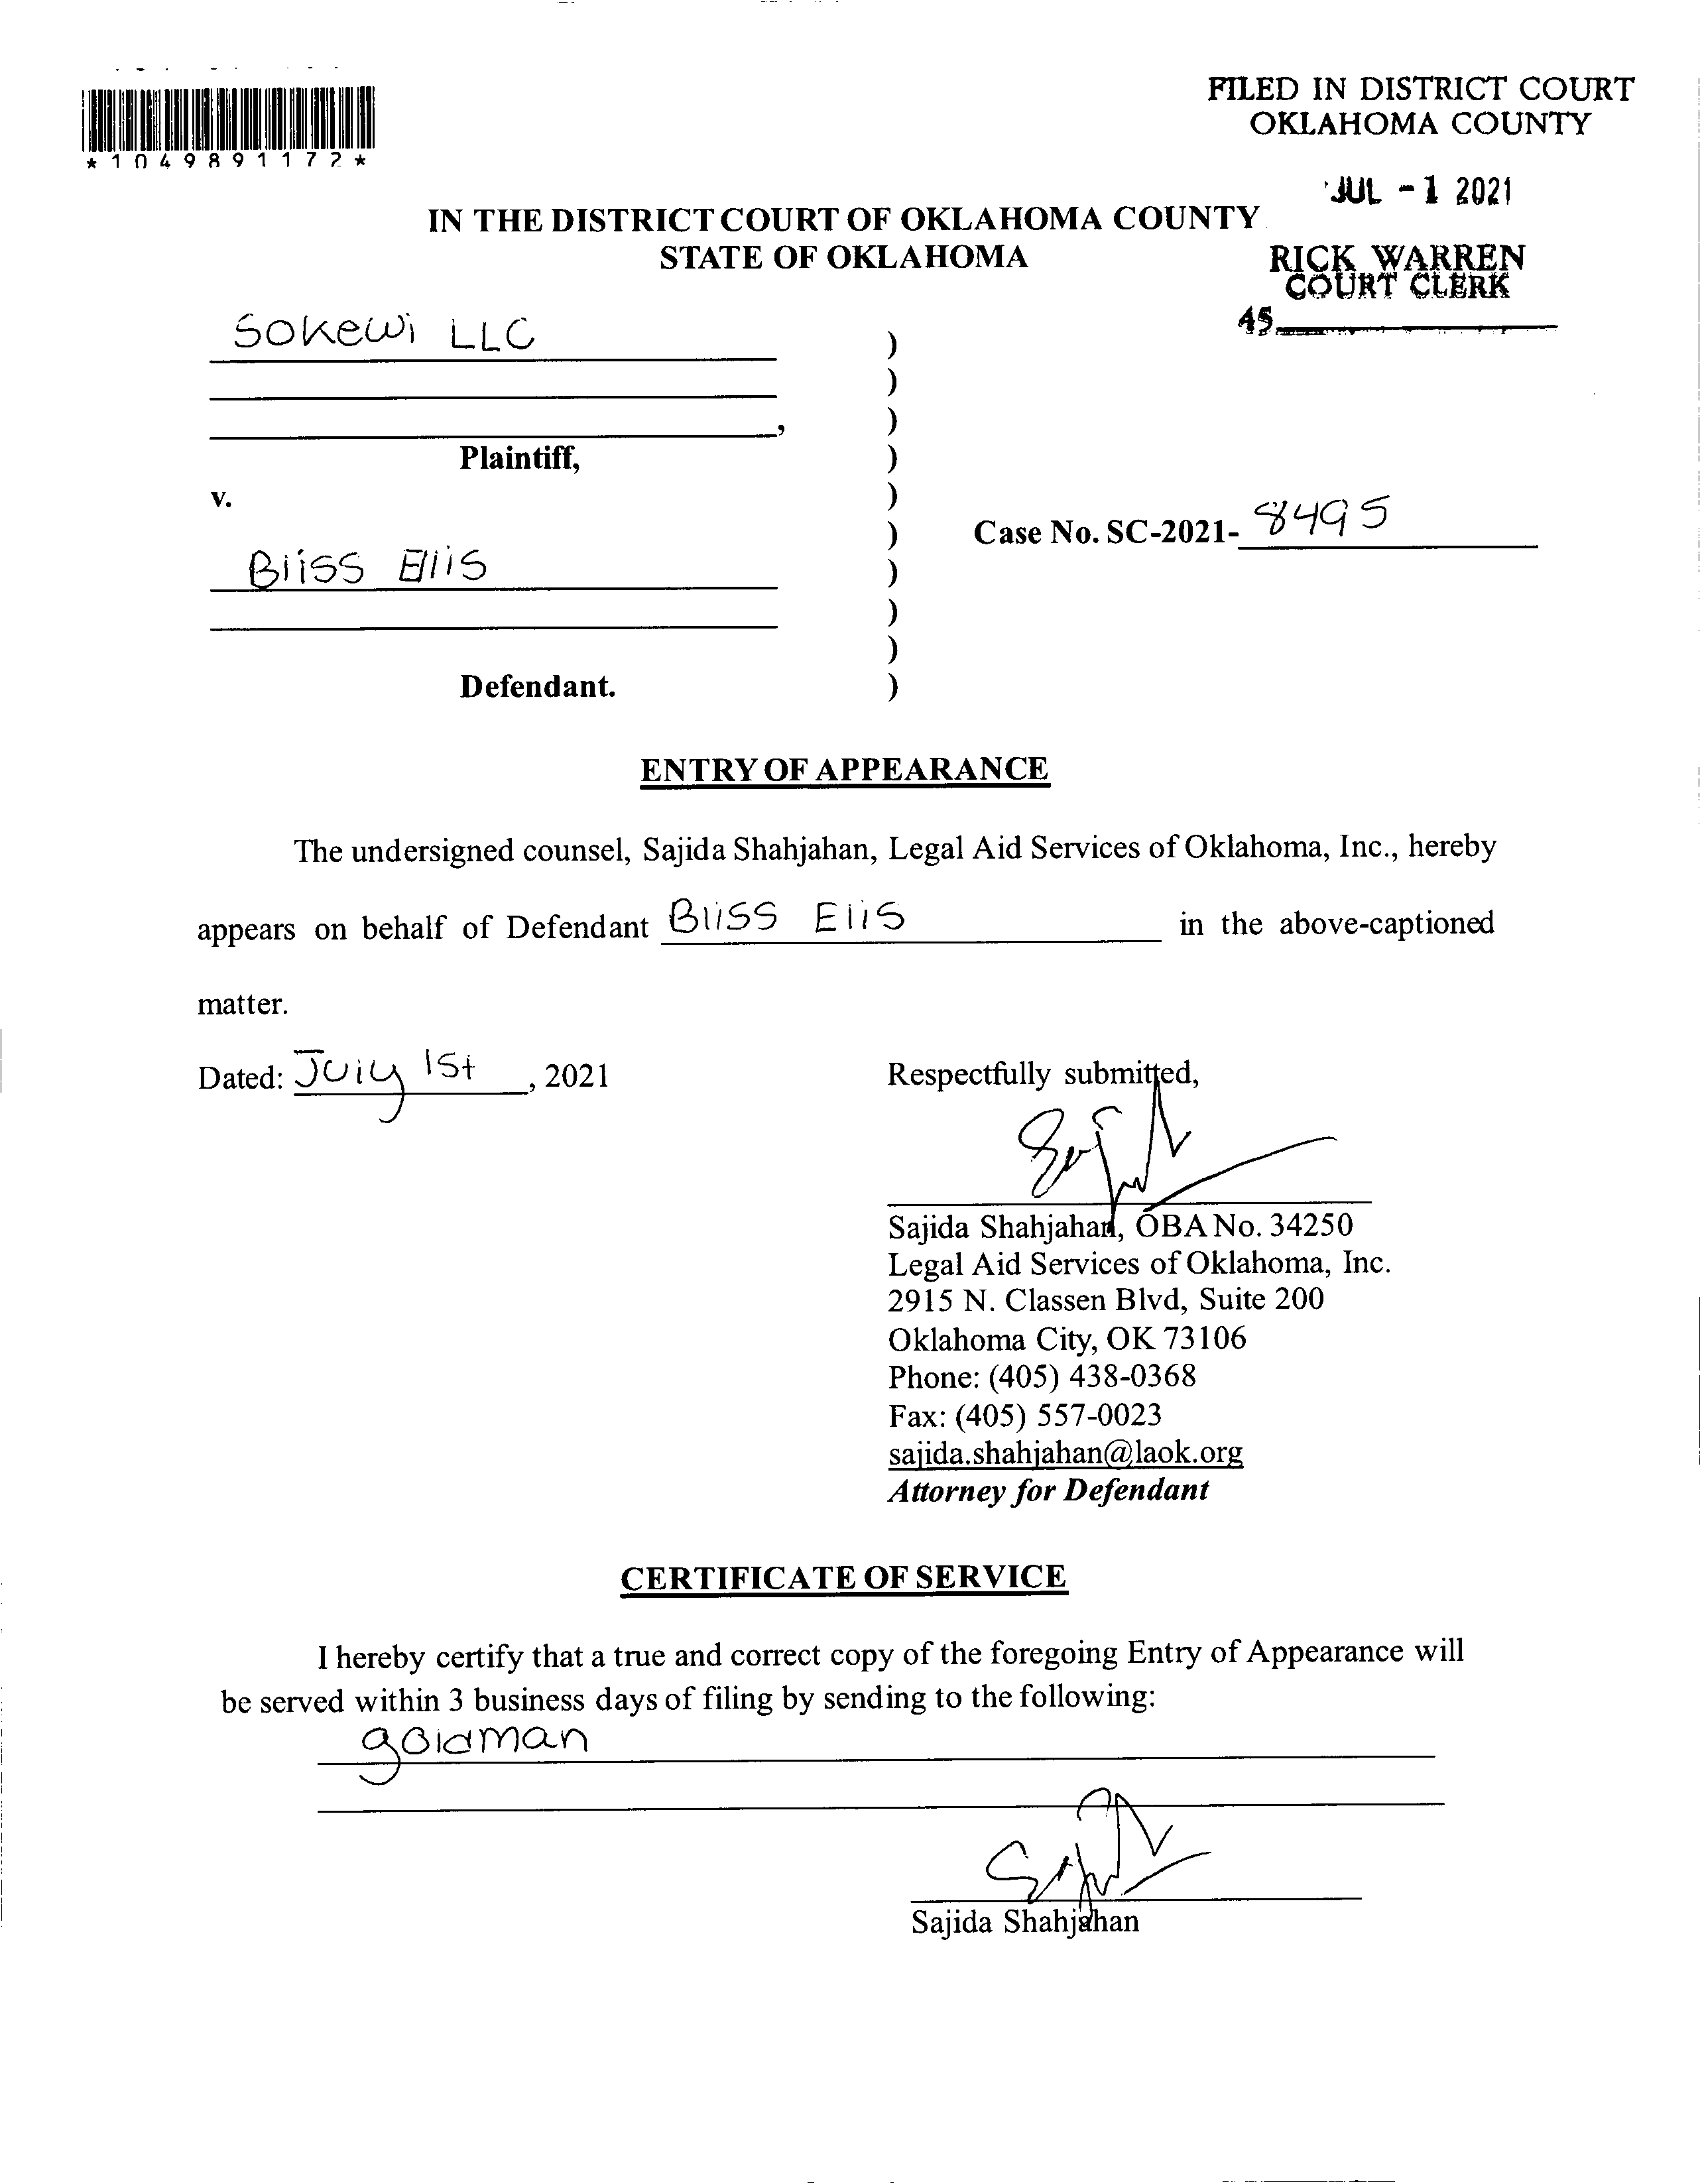 *1049891172*
FILED IN DISTRICT COURT
OKLAHOMA COUNTY
JUL - 1 2021
RICK WARREN
COURT CLERK
45
IN THE DISTRICT COURT OF OKLAHOMA COUNTY
STATE OF OKLAHOMA
Sokewi LLC
,
Plaintiff,
v.
Case No. SC-2021- 8495
Bliss Ellis
Defendant.
)
)
)
)
)
)
)
)
)
)
ENTRY OF APPEARANCE
The undersigned counsel, Sajida Shahjahan, Legal Aid Services of Oklahoma, Inc., hereby
appears on behalf of Defendant Bliss Ellis in the above-captioned
matter.
Dated: July 1st, 2021
Respectfully submitted,
Sajida Shahjahan, OBA No. 34250
Legal Aid Services of Oklahoma, Inc.
2915 N. Classen Blvd, Suite 200
Oklahoma City, OK 73106
Phone: (405) 438-0368
Fax: (405) 557-0023
sajida.shahjahan@laok.org
Attorney for Defendant
CERTIFICATE OF SERVICE
I hereby certify that a true and correct copy of the foregoing Entry of Appearance will
be served within 3 business days of filing by sending to the following:
goldman
Sajida Shahjahan